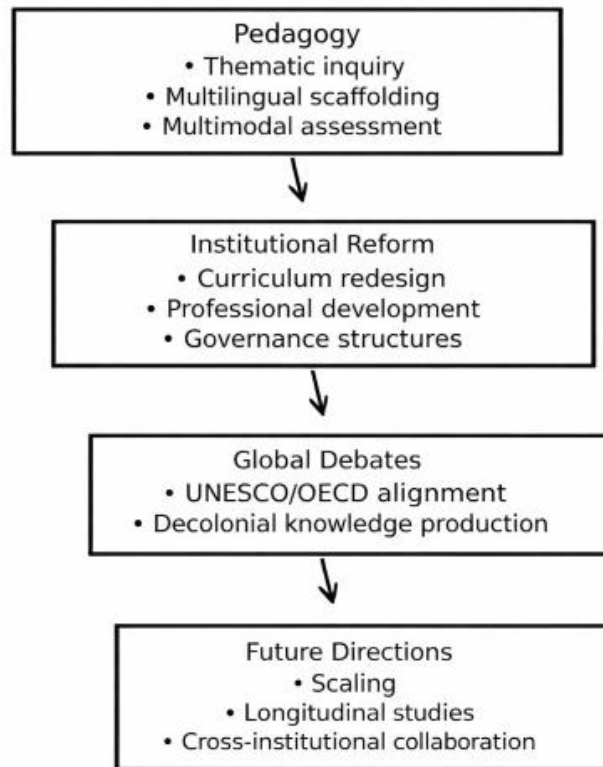 Pedagogy
• Thematic inquiry
• Multilingual scaffolding
• Multimodal assessment
Institutional Reform
• Curriculum redesign
• Professional development
• Governance structures
Global Debates
• UNESCO/OECD alignment
• Decolonial knowledge production
Future Directions
• Scaling
• Longitudinal studies
• Cross-institutional collaboration